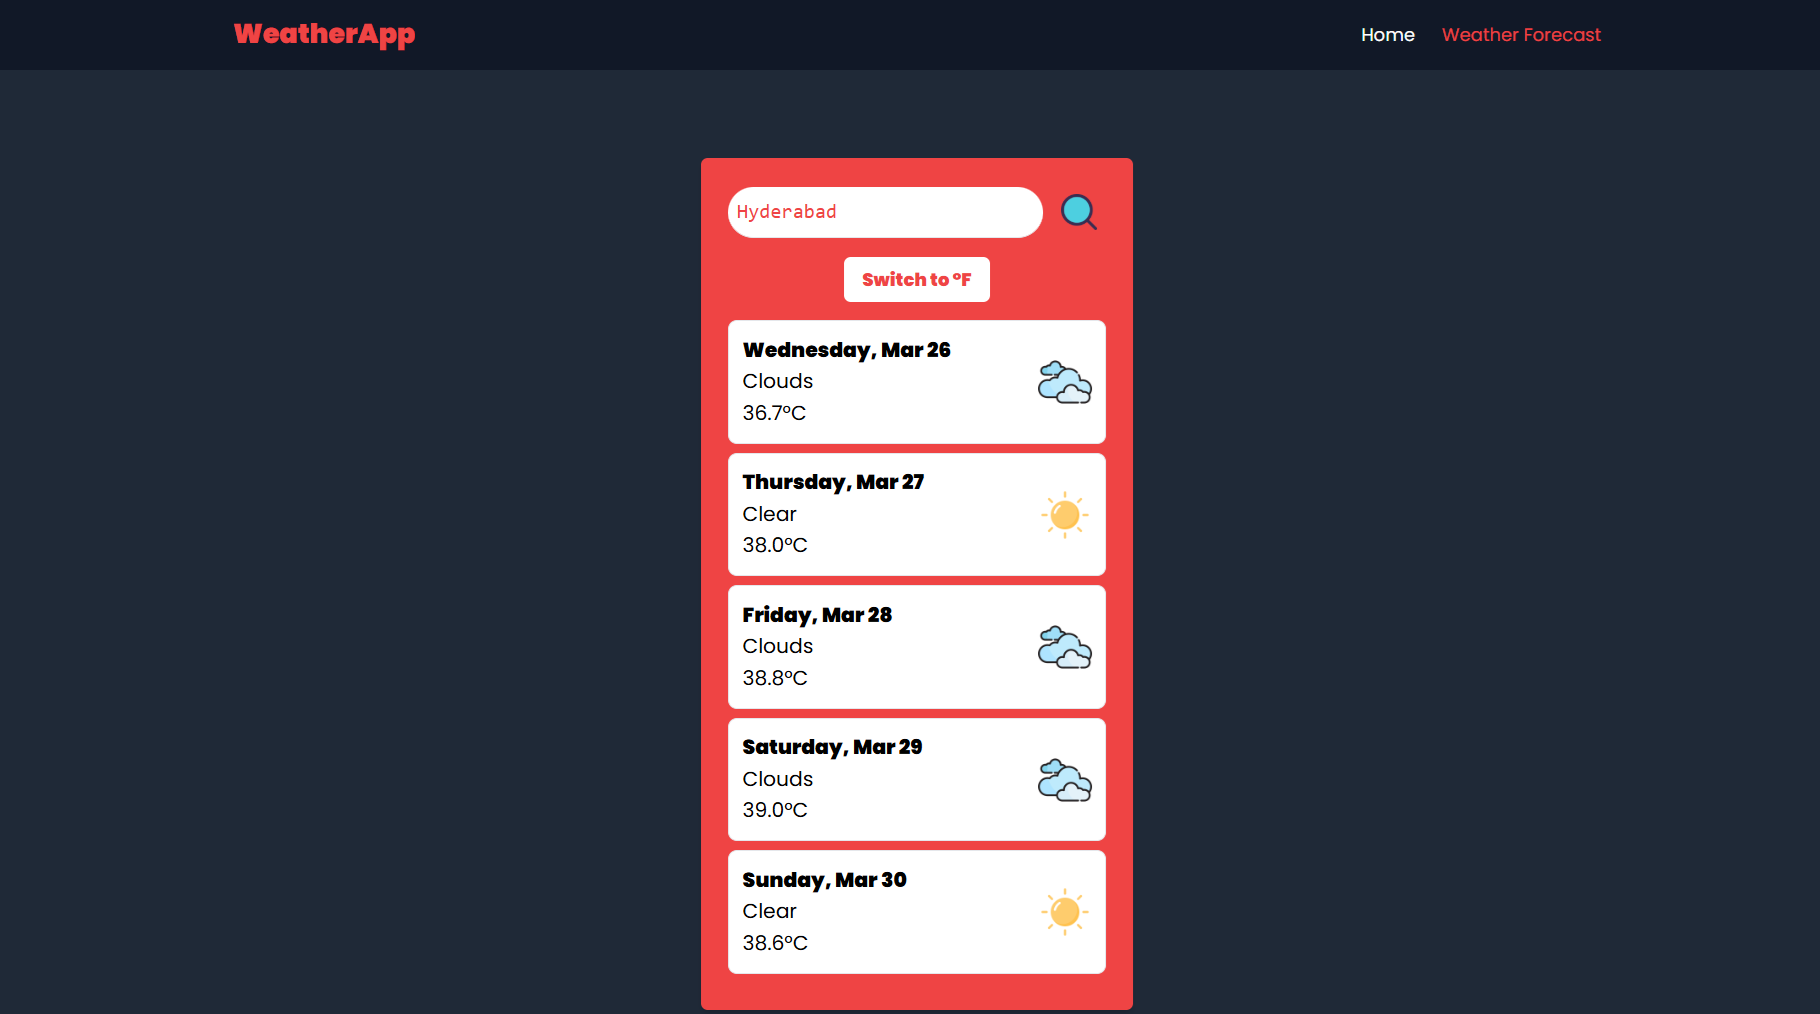 WeatherApp
Home
Weather Forecast
Hyderabad
Switch to °F
Wednesday, Mar 26
Clouds
36.7°C
Thursday, Mar 27
Clear
38.0°C
Friday, Mar 28
Clouds
38.8°C
Saturday, Mar 29
Clouds
39.0°C
Sunday, Mar 30
Clear
38.6°C